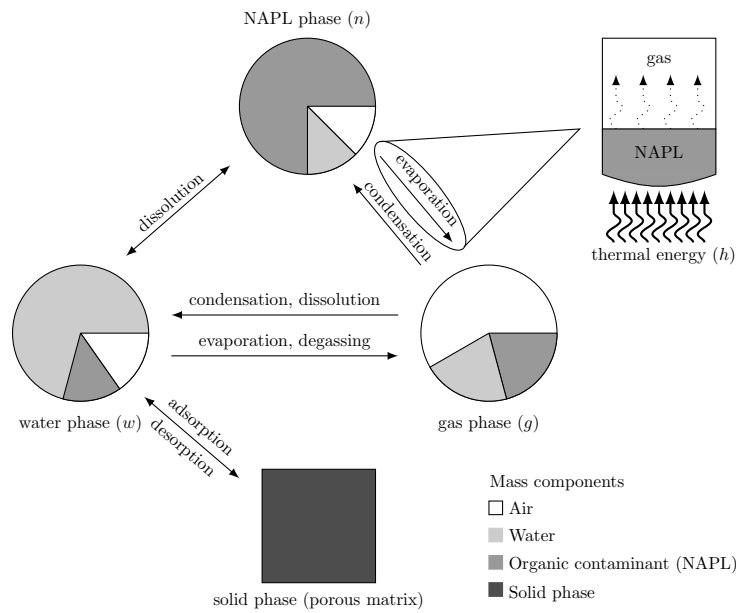 NAPL phase (n)
gas
NAPL
thermal energy (h)
evaporation
condensation
dissolution
condensation, dissolution
evaporation, degassing
water phase (w)
gas phase (g)
adsorption
desorption
solid phase (porous matrix)
Mass components
Air
Water
Organic contaminant (NAPL)
Solid phase